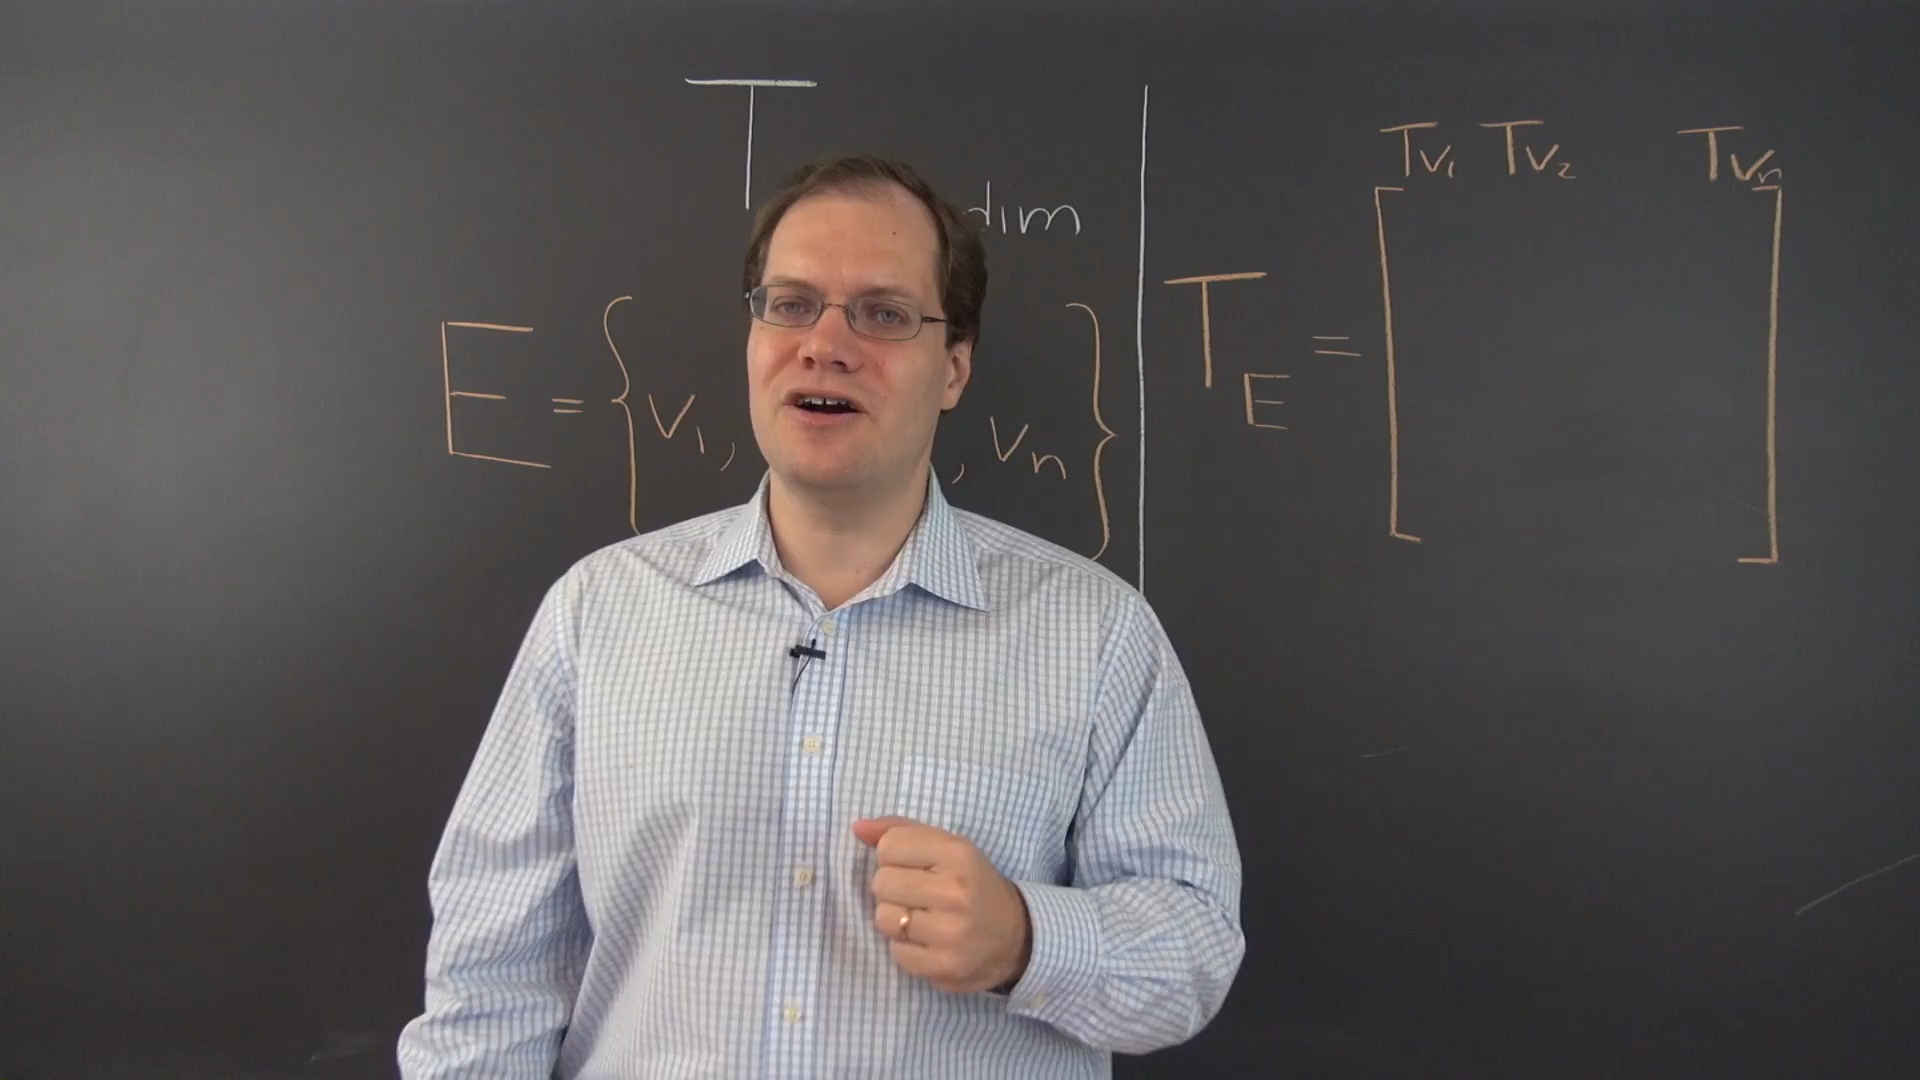 T
dim
E = { v₁, , vₙ }
Tv₁ Tv₂ Tvₙ
T_E = [ ]